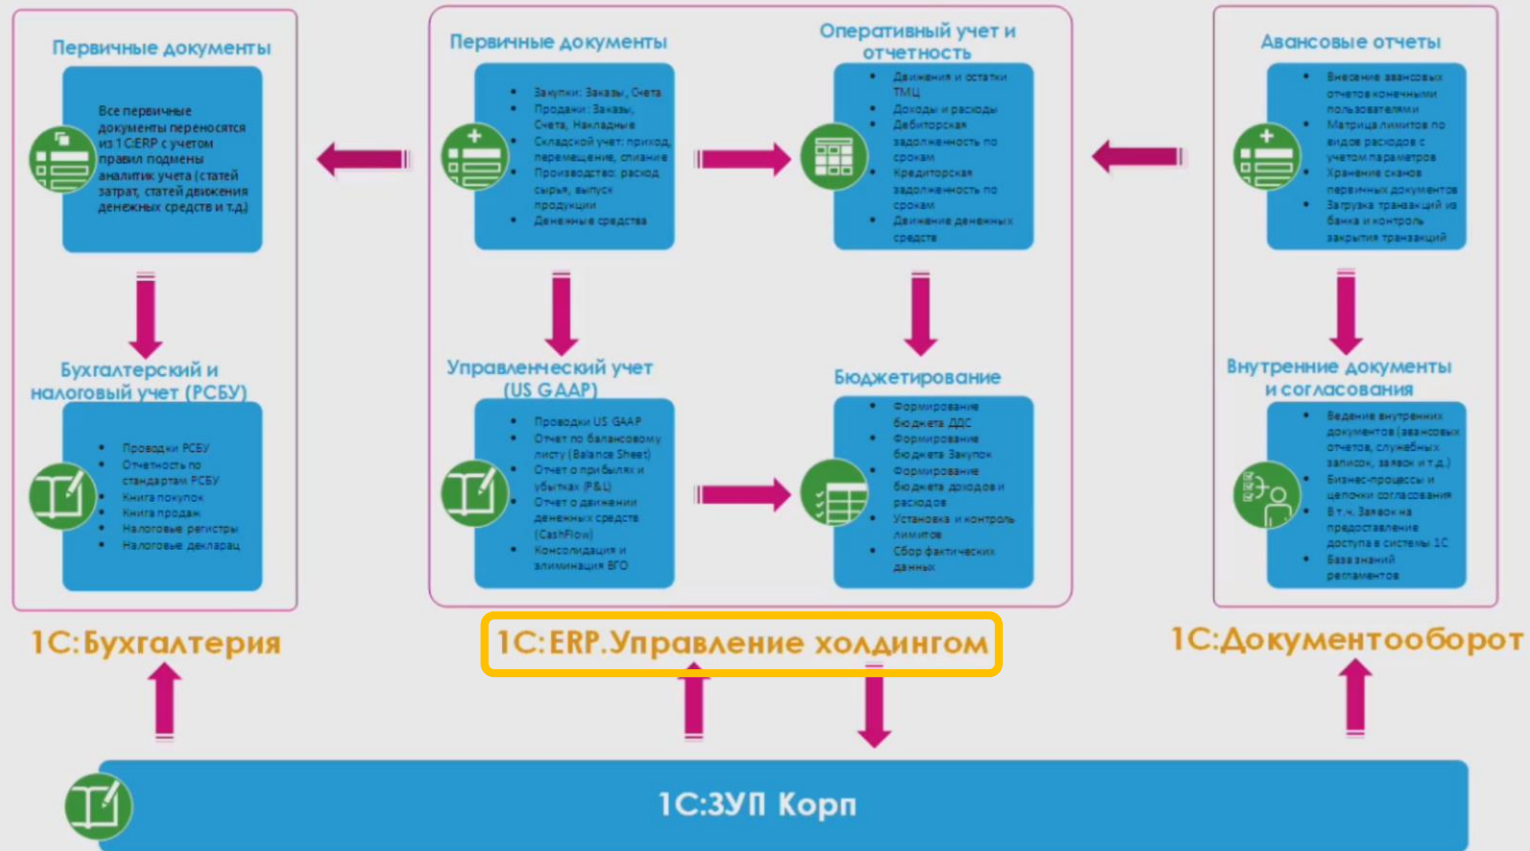 Первичные документы
Все первичные
документы переносятся
из 1С:ERP с учетом
правил подмены
аналитик учета (статей
затрат, статей движения
денежных средств и т.д.)
Бухгалтерский и
налоговый учет (РСБУ)
Проводки РСБУ
Отчетность по
стандартам РСБУ
Книга покупок
Книга продаж
Налоговые регистры
Налоговые декларац
1С:Бухгалтерия
Первичные документы
Закупки: Заказы, Счета
Продажи: Заказы,
Счета, Накладные
Складской учет: приход,
перемещение, списание
Производство: расход
сырья, выпуск
продукции
Денежные средства
Оперативный учет и
отчетность
Движения и остатки
ТМЦ
Доходы и расходы
Дебиторская
задолженность по
срокам
Кредиторская
задолженность по
срокам
Движение денежных
средств
Управленческий учет
(US GAAP)
Проводки US GAAP
Отчет по балансовому
листу (Balance Sheet)
Отчет о прибылях и
убытках (P&L)
Отчет о движении
денежных средств
(CashFlow)
Консолидация и
элиминация ВГО
Бюджетирование
Формирование
бюджета ДДС
Формирование
бюджета Закупок
Формирование
бюджета доходов и
расходов
Установка и контроль
лимитов
Сбор фактических
данных
1С:ERP.Управление холдингом
Авансовые отчеты
Внесение авансовых
отчетов конечными
пользователями
Матрица лимитов по
видов расходов с
учетом параметров
Хранение сканов
первичных документов
Загрузка транзакций из
банка и контроль
закрытия транзакций
Внутренние документы
и согласования
Ведение внутренних
документов (авансовых
отчетов, служебных
записок, заявок и т.д.)
Бизнес-процессы и
цепочки согласования
В т.ч. Заявок на
предоставление
доступа в системы 1С
База знаний
регламентов
1С:Документооборот
1С:ЗУП Корп